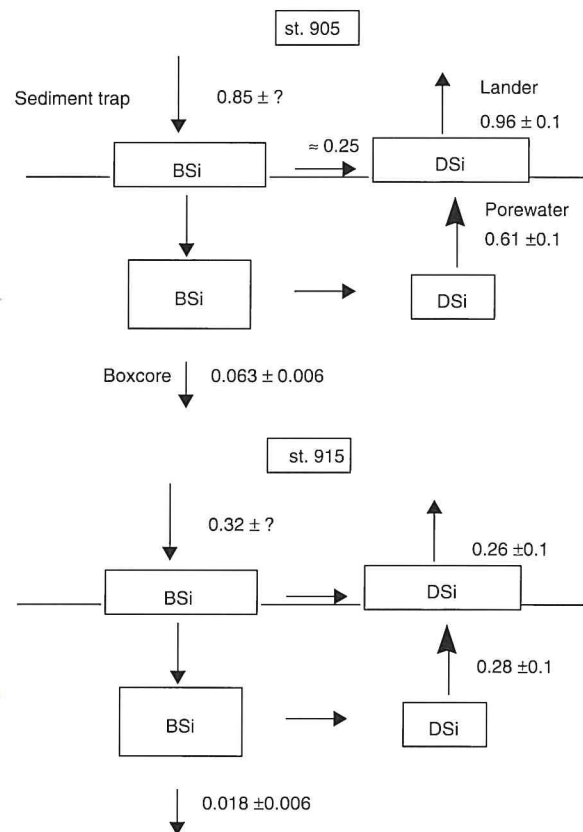 st. 905
Sediment trap
0.85 ± ?
Lander
0.96 ± 0.1
BSi
≈ 0.25
DSi
Porewater
0.61 ±0.1
BSi
DSi
Boxcore
0.063 ± 0.006
st. 915
0.32 ± ?
0.26 ±0.1
BSi
DSi
0.28 ±0.1
BSi
DSi
0.018 ±0.006